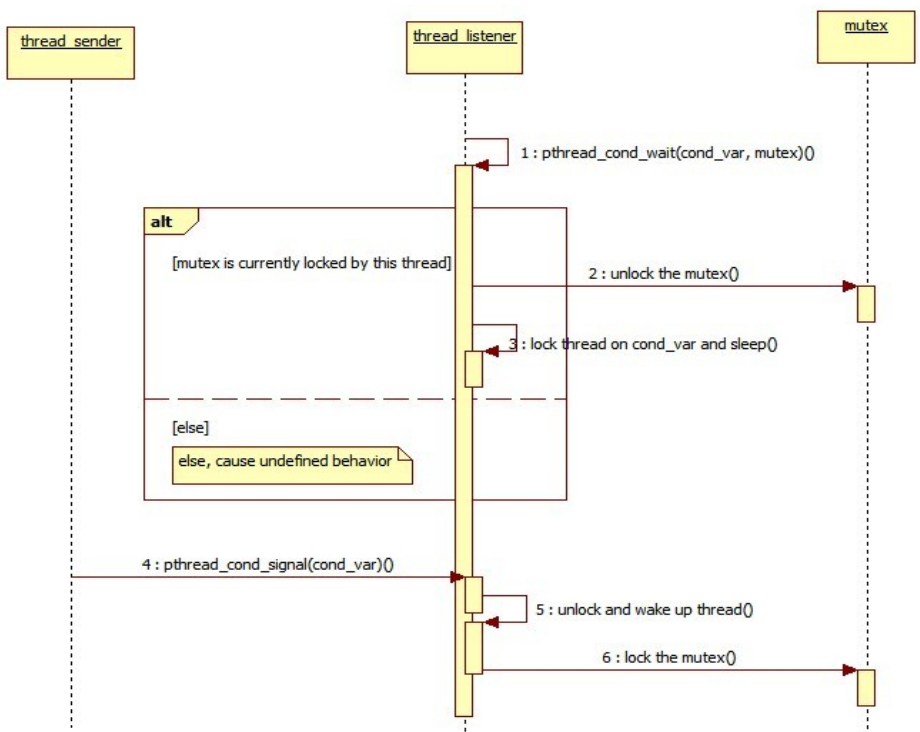 thread_sender
thread_listener
mutex
1 : pthread_cond_wait(cond_var, mutex)()
alt
[mutex is currently locked by this thread]
2 : unlock the mutex()
3 : lock thread on cond_var and sleep()
[else]
else, cause undefined behavior
4 : pthread_cond_signal(cond_var)()
5 : unlock and wake up thread()
6 : lock the mutex()